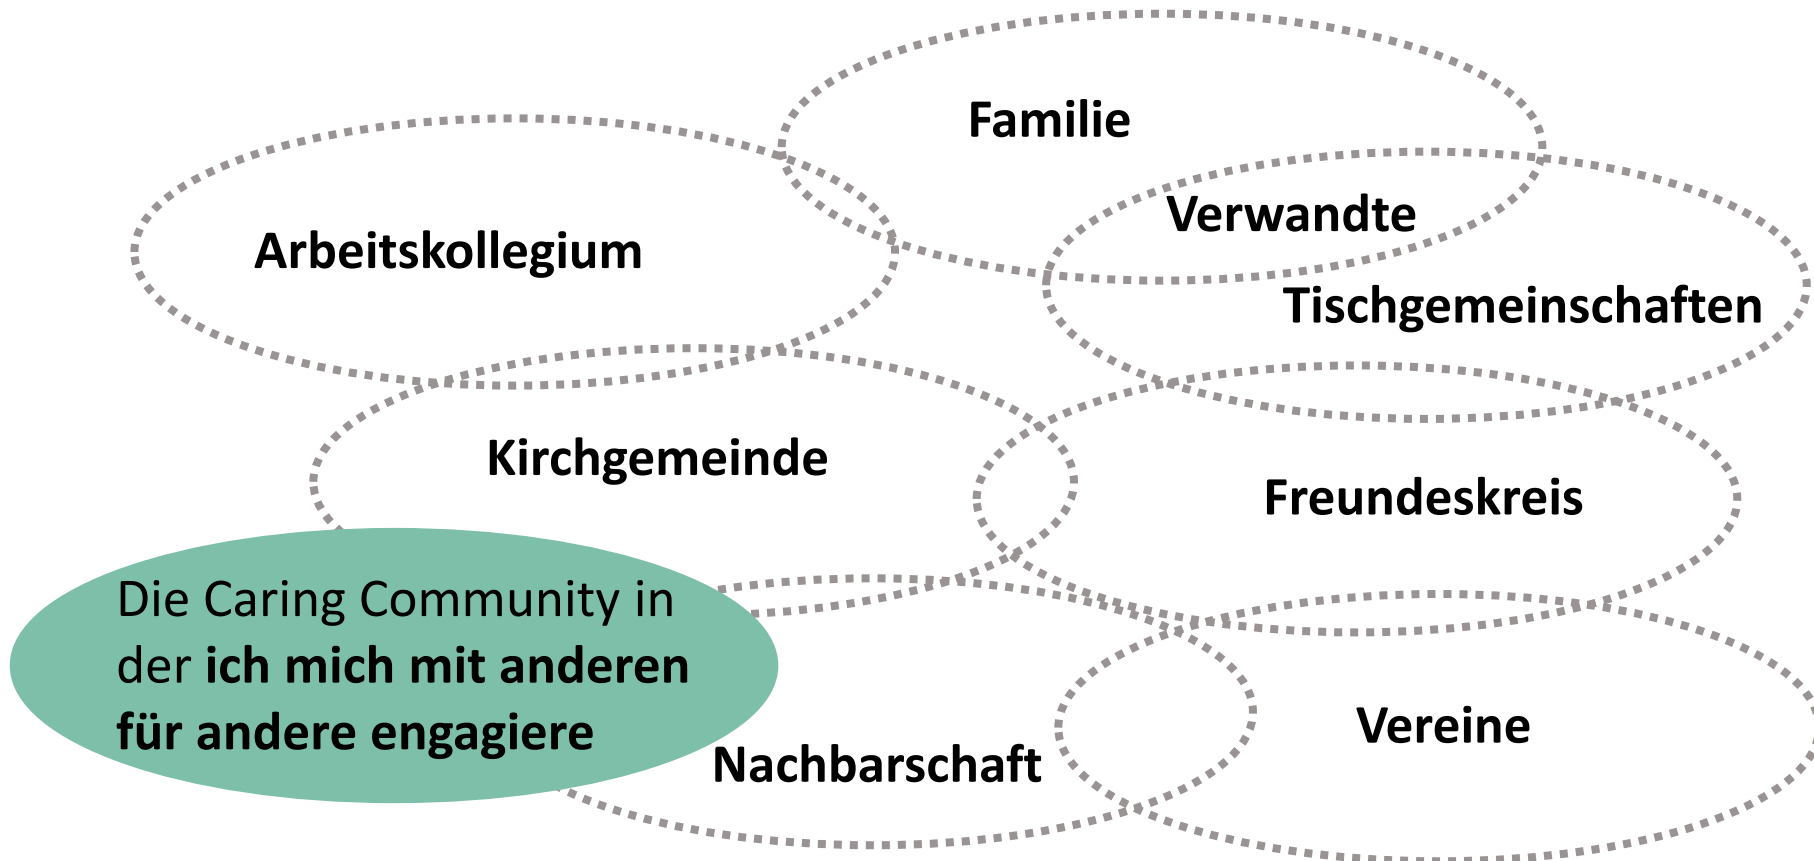 Familie
Verwandte
Arbeitskollegium
Tischgemeinschaften
Kirchgemeinde
Freundeskreis
Die Caring Community in
der ich mich mit anderen
für andere engagiere
Nachbarschaft
Vereine